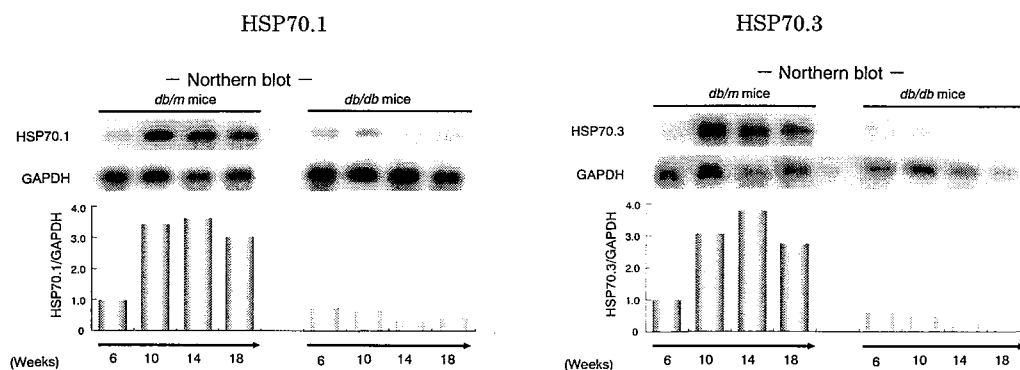 HSP70.1
— Northern blot —
db/m mice
db/db mice
HSP70.1
GAPDH
HSP70.1/GAPDH
4.0
3.0
2.0
1.0
0
(Weeks)
6 10 14 18 6 10 14 18
HSP70.3
— Northern blot —
db/m mice
db/db mice
HSP70.3
GAPDH
HSP70.3/GAPDH
4.0
3.0
2.0
1.0
0
(Weeks)
6 10 14 18 6 10 14 18